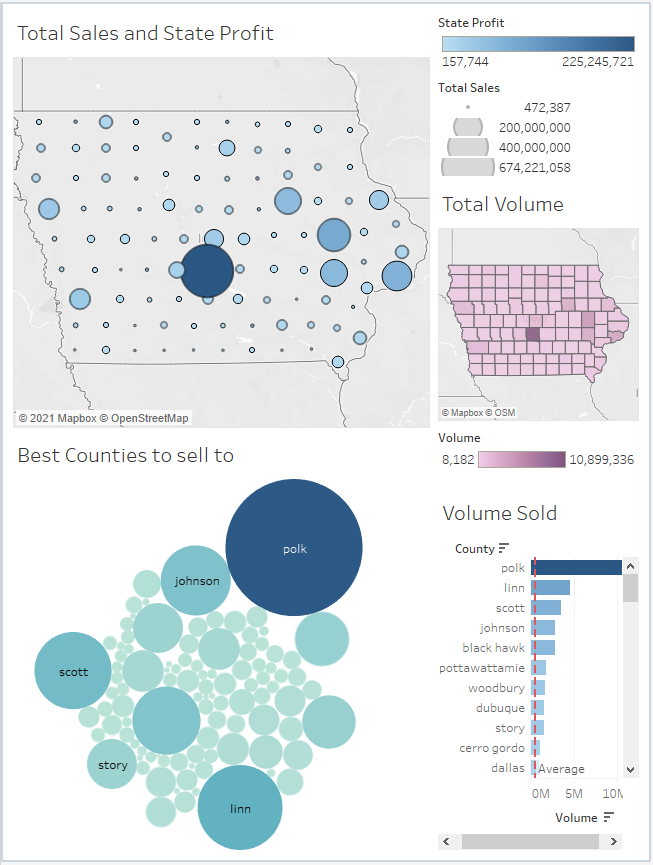 Total Sales and State Profit
© 2021 Mapbox © OpenStreetMap
State Profit
157,744 225,245,721
Total Sales
472,387
200,000,000
400,000,000
674,221,058
Total Volume
© Mapbox © OSM
Volume
8,182 10,899,336
Best Counties to sell to
polk
johnson
scott
story
linn
Volume Sold
County
polk
linn
scott
johnson
black hawk
pottawattamie
woodbury
dubuque
story
cerro gordo
dallas
Average
0M 5M 10M
Volume